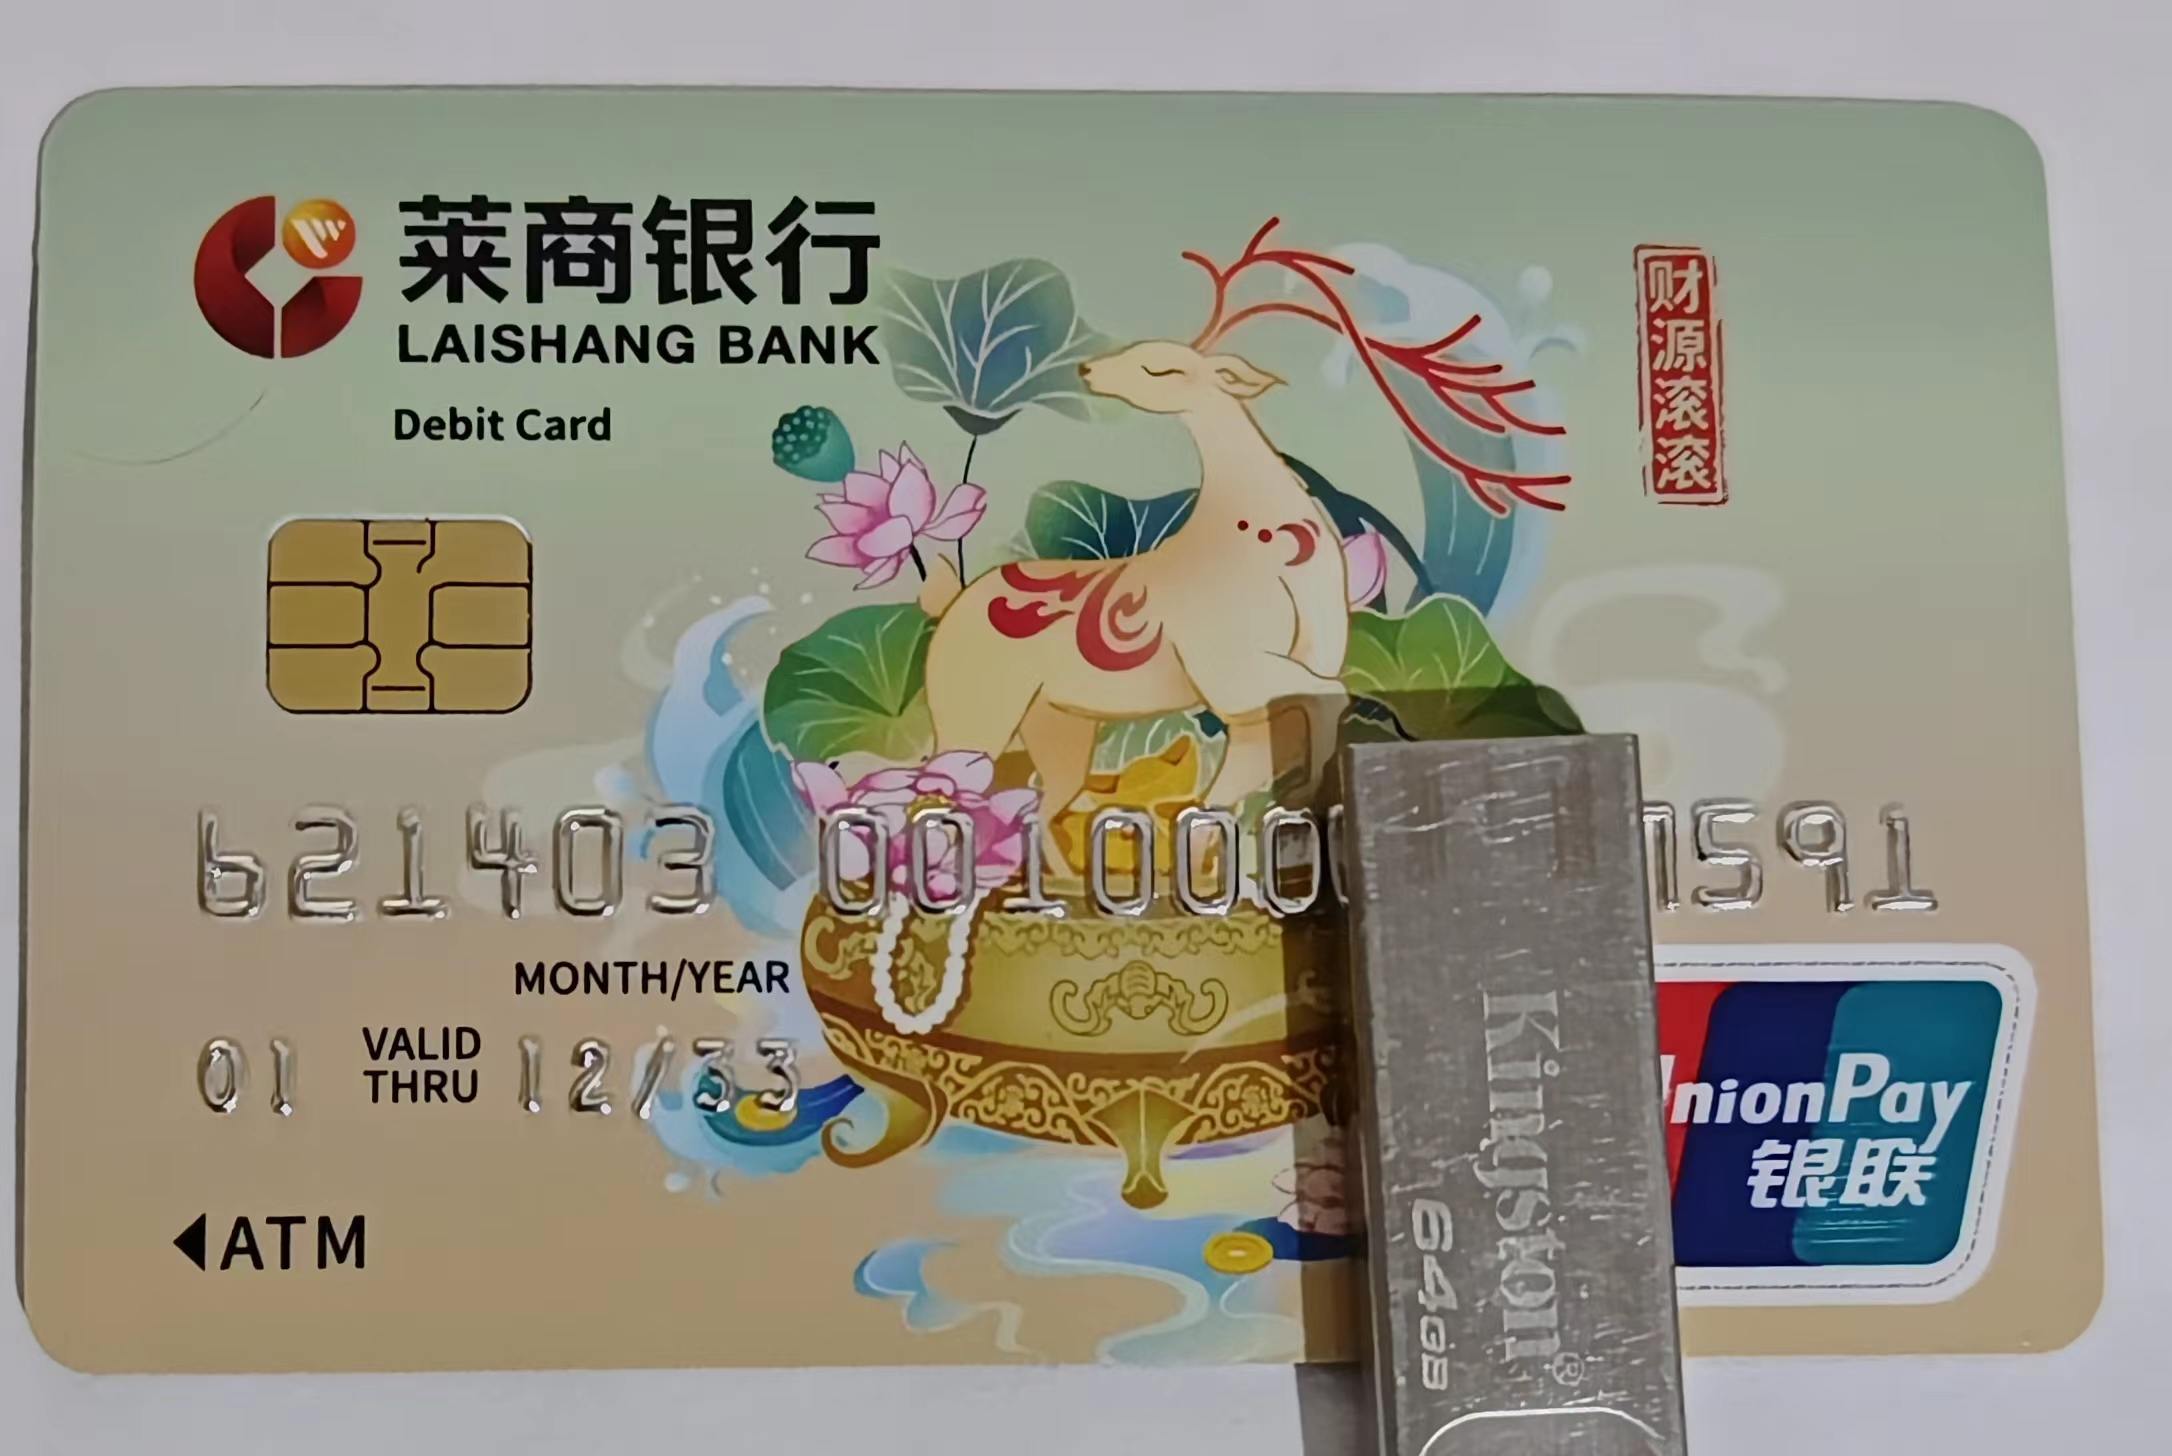 莱商银行
LAISHANG BANK
Debit Card
财源滚滚
621403 001000 591
MONTH/YEAR
01 VALID THRU 12/33
ATM
Kingston®
64GB
nionPay
银联